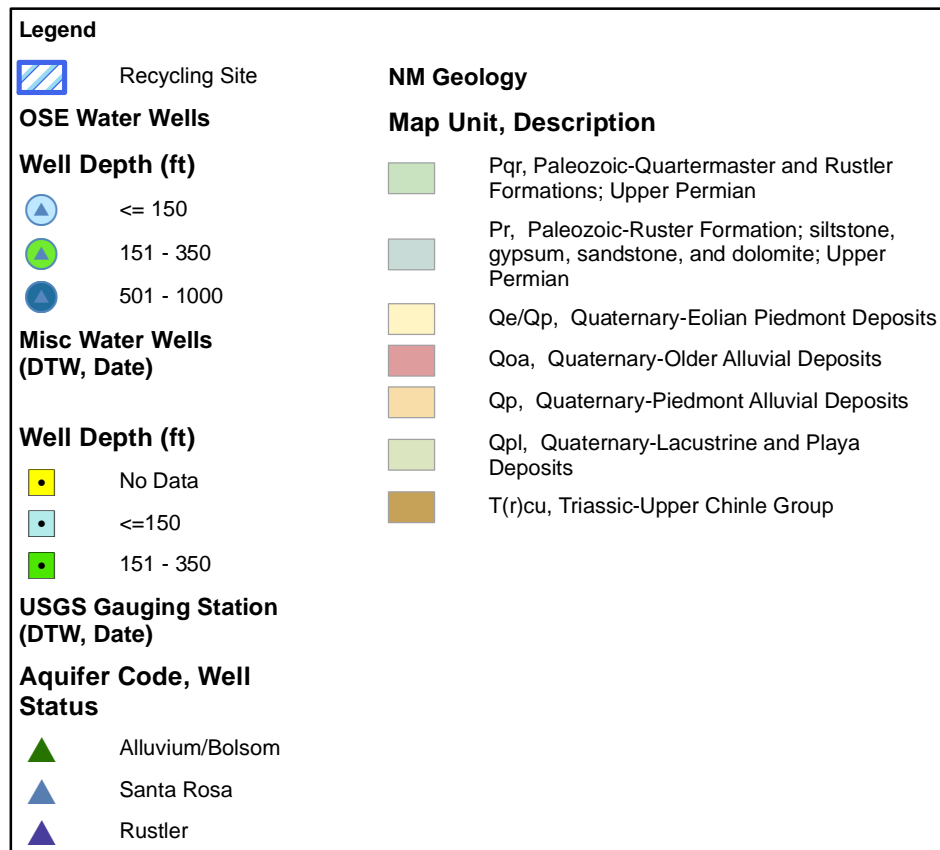 Legend
Recycling Site
OSE Water Wells
Well Depth (ft)
<= 150
151 - 350
501 - 1000
Misc Water Wells
(DTW, Date)
Well Depth (ft)
No Data
<=150
151 - 350
USGS Gauging Station
(DTW, Date)
Aquifer Code, Well
Status
Alluvium/Bolsom
Santa Rosa
Rustler
NM Geology
Map Unit, Description
Pqr, Paleozoic-Quartermaster and Rustler
Formations; Upper Permian
Pr,  Paleozoic-Ruster Formation; siltstone,
gypsum, sandstone, and dolomite; Upper
Permian
Qe/Qp,  Quaternary-Eolian Piedmont Deposits
Qoa,  Quaternary-Older Alluvial Deposits
Qp,  Quaternary-Piedmont Alluvial Deposits
Qpl,  Quaternary-Lacustrine and Playa
Deposits
T(r)cu, Triassic-Upper Chinle Group